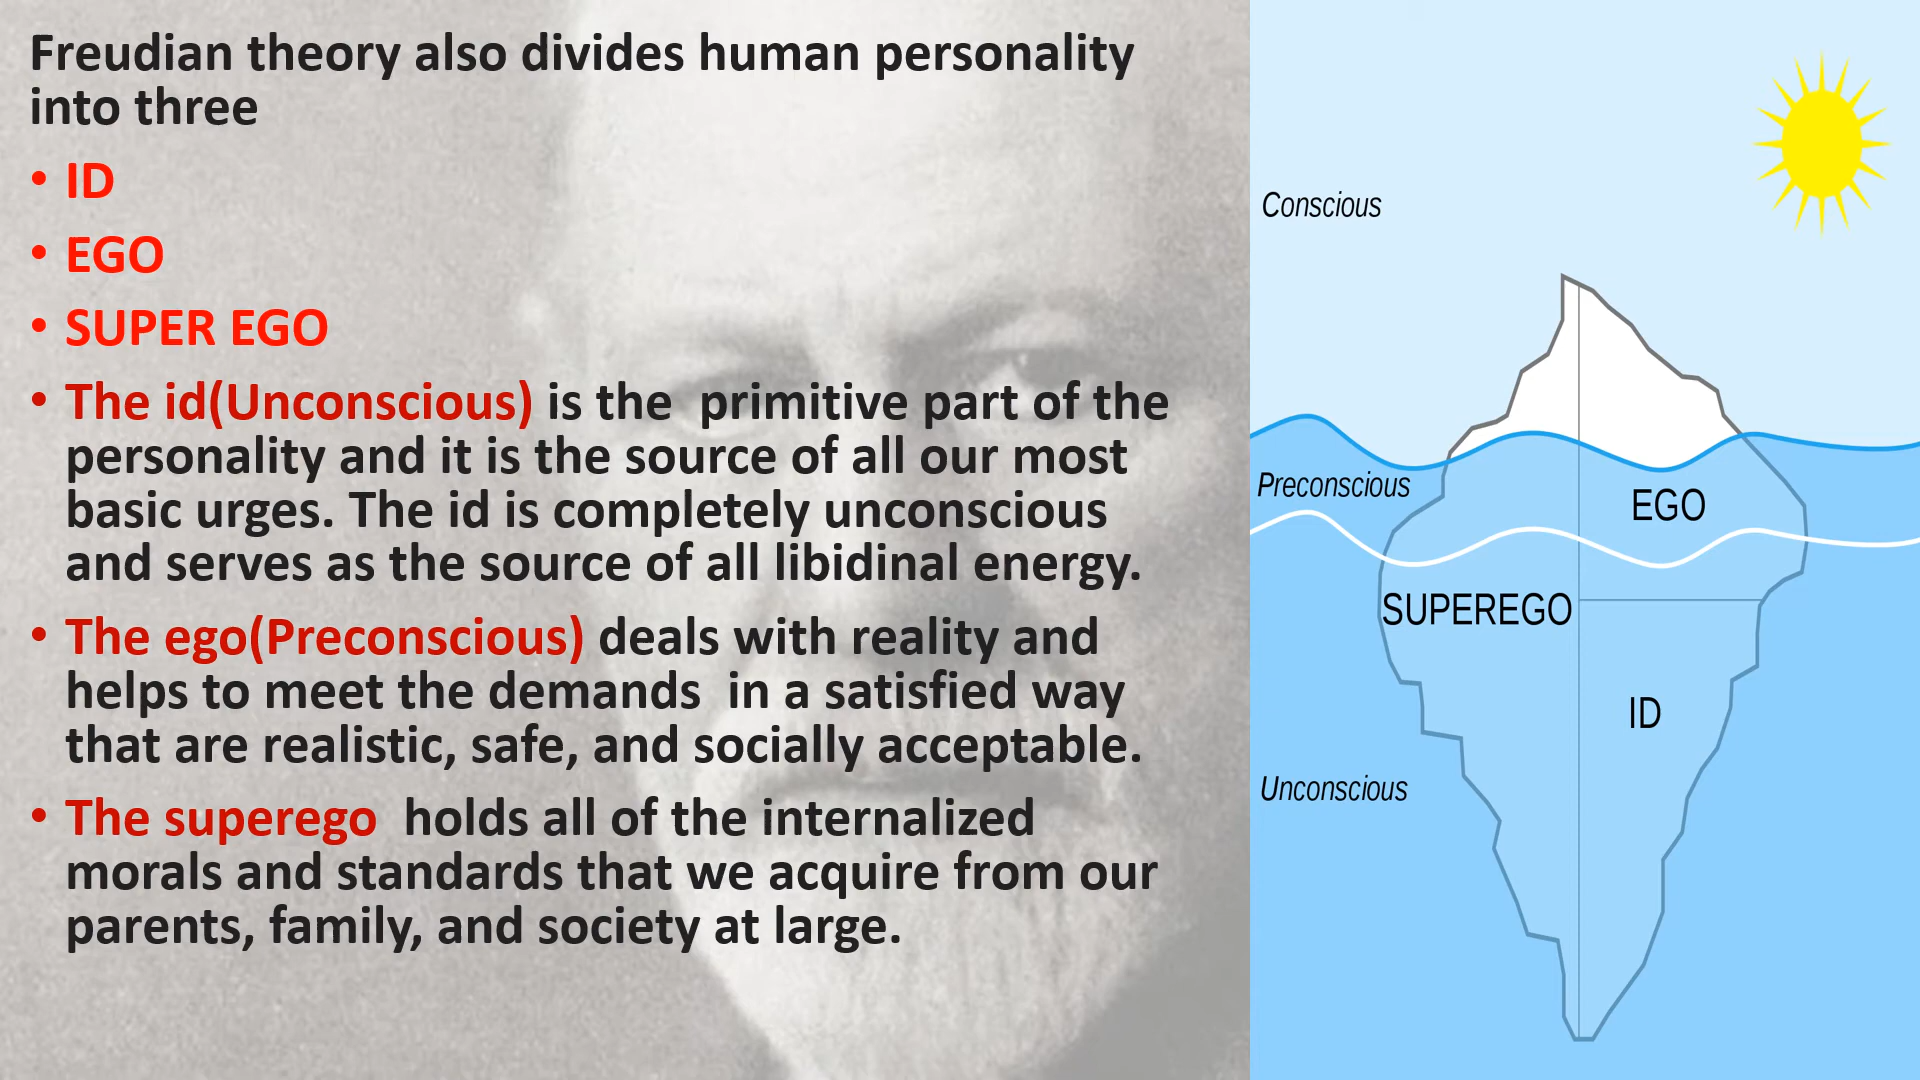 Freudian theory also divides human personality
into three
• ID
• EGO
• SUPER EGO
• The id(Unconscious) is the  primitive part of the
personality and it is the source of all our most
basic urges. The id is completely unconscious
and serves as the source of all libidinal energy.
• The ego(Preconscious) deals with reality and
helps to meet the demands  in a satisfied way
that are realistic, safe, and socially acceptable.
• The superego  holds all of the internalized
morals and standards that we acquire from our
parents, family, and society at large.
Conscious
Preconscious
EGO
SUPEREGO
ID
Unconscious